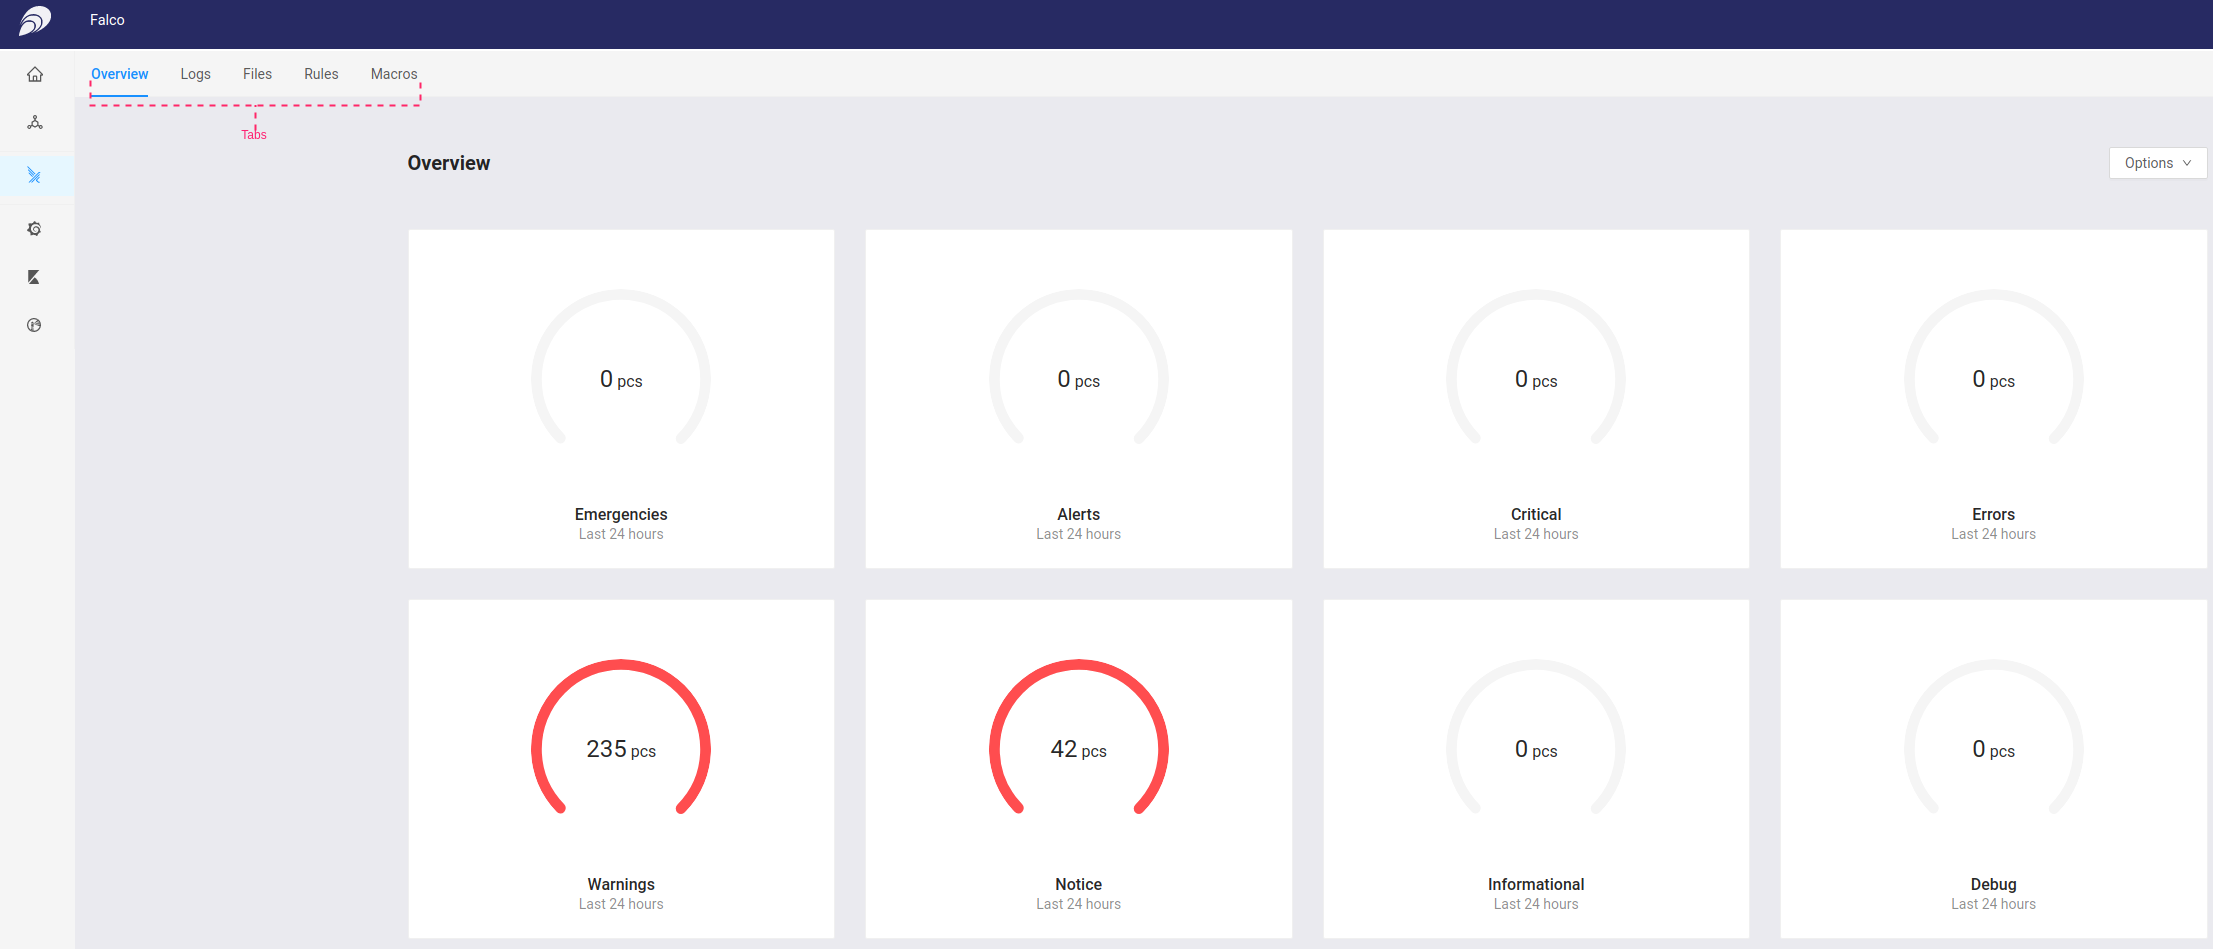 Falco
Overview Logs Files Rules Macros
Tabs
Overview
Options
0 pcs
Emergencies
Last 24 hours
0 pcs
Alerts
Last 24 hours
0 pcs
Critical
Last 24 hours
0 pcs
Errors
Last 24 hours
235 pcs
Warnings
Last 24 hours
42 pcs
Notice
Last 24 hours
0 pcs
Informational
Last 24 hours
0 pcs
Debug
Last 24 hours